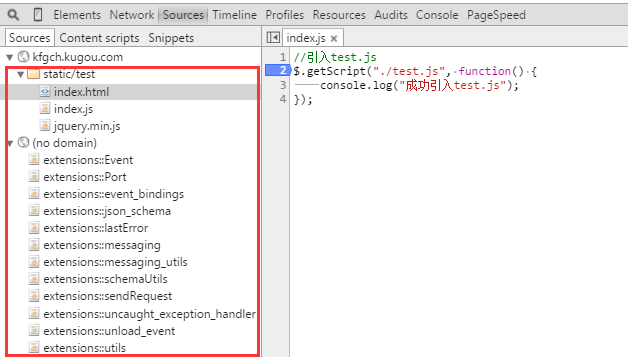 Elements Network Sources Timeline Profiles Resources Audits Console PageSpeed
Sources Content scripts Snippets
index.js ×
kfgch.kugou.com
static/test
index.html
index.js
jquery.min.js
(no domain)
extensions::Event
extensions::Port
extensions::event_bindings
extensions::json_schema
extensions::lastError
extensions::messaging
extensions::messaging_utils
extensions::schemaUtils
extensions::sendRequest
extensions::uncaught_exception_handler
extensions::unload_event
extensions::utils
1 //引入test.js
2 $.getScript("./test.js", function() {
3 console.log("成功引入test.js");
4 });